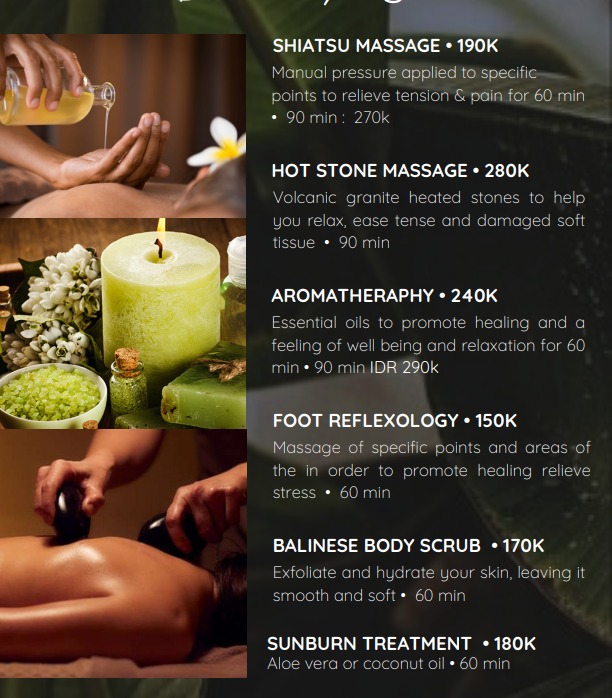 SHIATSU MASSAGE • 190K
Manual pressure applied to specific
points to relieve tension & pain for 60 min
• 90 min : 270k
HOT STONE MASSAGE • 280K
Volcanic granite heated stones to help
you relax, ease tense and damaged soft
tissue • 90 min
AROMATHERAPHY • 240K
Essential oils to promote healing and a
feeling of well being and relaxation for 60
min • 90 min IDR 290k
FOOT REFLEXOLOGY • 150K
Massage of specific points and areas of
the in order to promote healing relieve
stress • 60 min
BALINESE BODY SCRUB • 170K
Exfoliate and hydrate your skin, leaving it
smooth and soft • 60 min
SUNBURN TREATMENT • 180K
Aloe vera or coconut oil • 60 min